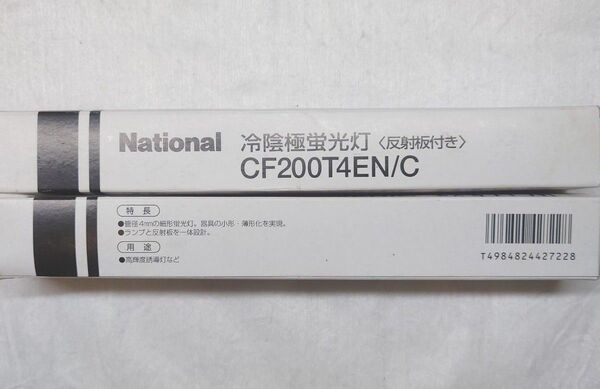 National 冷陰極蛍光灯〈反射板付き〉
CF200T4EN/C
特長
●管径4mmの細形蛍光灯。器具の小形・薄形化を実現。
●ランプと反射板を一体設計。
用途
●高輝度誘導灯など
T4984824427228